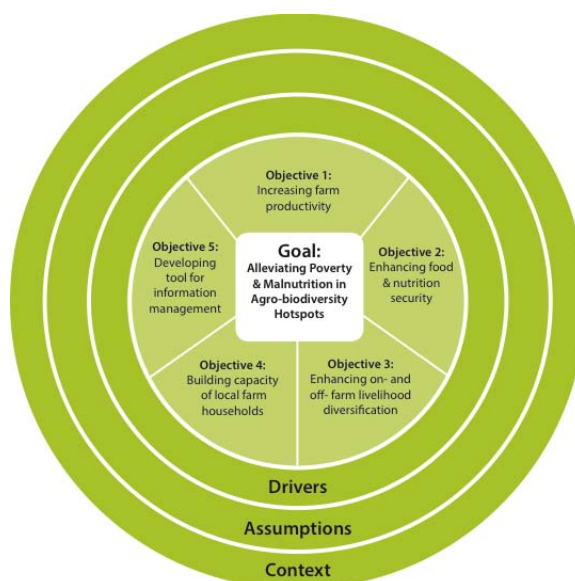 Objective 1:
Increasing farm
productivity
Objective 5:
Developing
tool for
information
management
Goal:
Alleviating Poverty
& Malnutrition in
Agro-biodiversity
Hotspots
Objective 2:
Enhancing food
& nutrition
security
Objective 4:
Building capacity
of local farm
households
Objective 3:
Enhancing on- and
off- farm livelihood
diversification
Drivers
Assumptions
Context